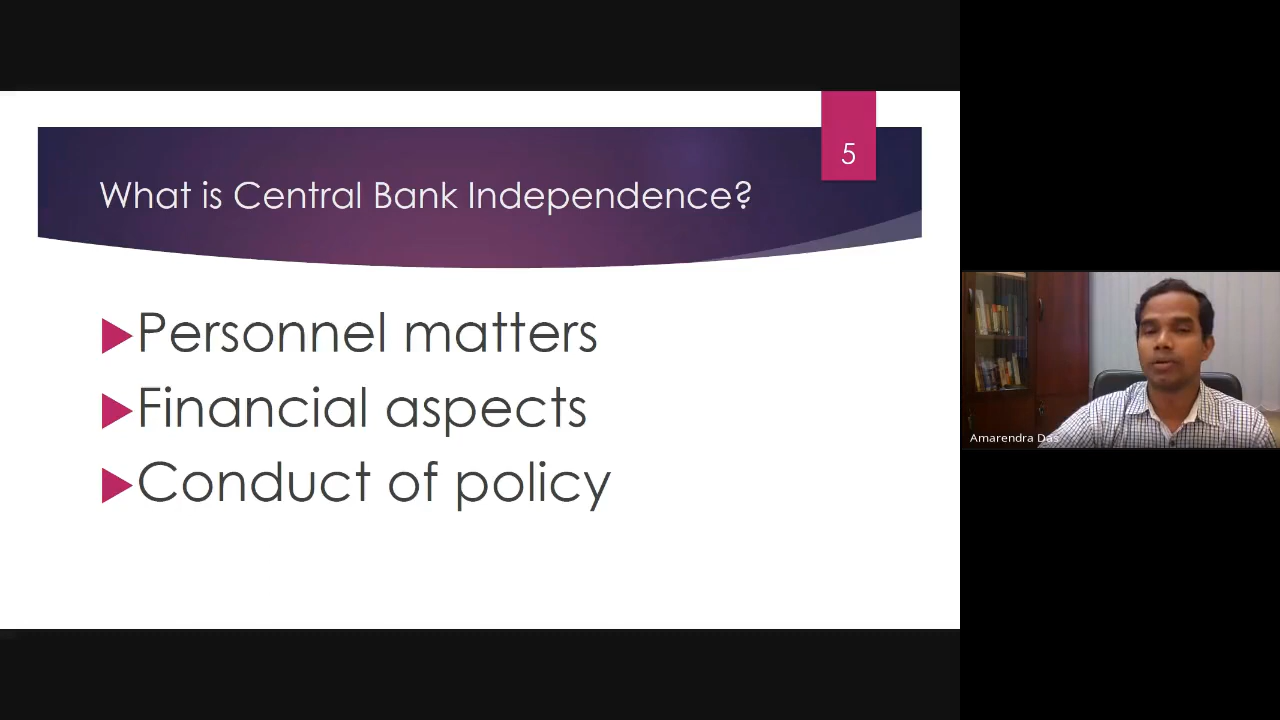 5
What is Central Bank Independence?
Personnel matters
Financial aspects
Conduct of policy
Amarendra Das